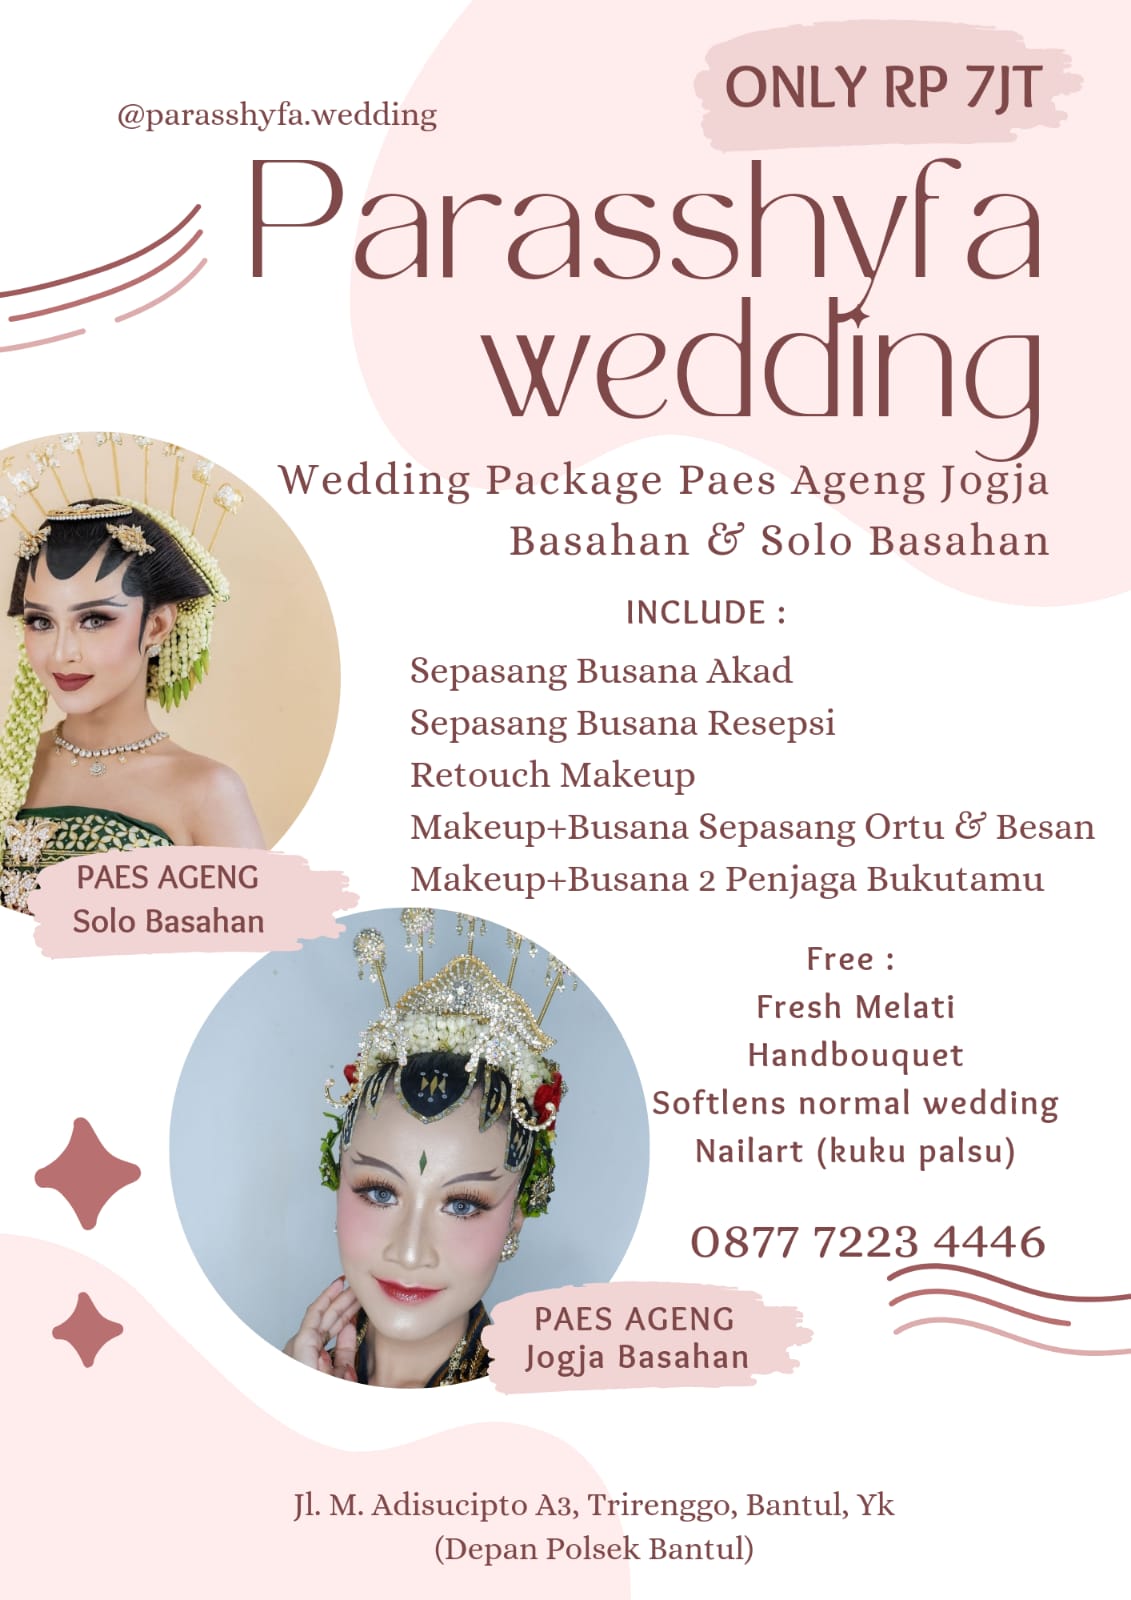 @parasshyfa.wedding
ONLY RP 7JT
Parasshyfa
wedding
Wedding Package Paes Ageng Jogja
Basahan & Solo Basahan
INCLUDE :
Sepasang Busana Akad
Sepasang Busana Resepsi
Retouch Makeup
Makeup+Busana Sepasang Ortu & Besan
Makeup+Busana 2 Penjaga Bukutamu
PAES AGENG
Solo Basahan
Free :
Fresh Melati
Handbouquet
Softlens normal wedding
Nailart (kuku palsu)
0877 7223 4446
PAES AGENG
Jogja Basahan
Jl. M. Adisucipto A3, Trirenggo, Bantul, Yk
(Depan Polsek Bantul)